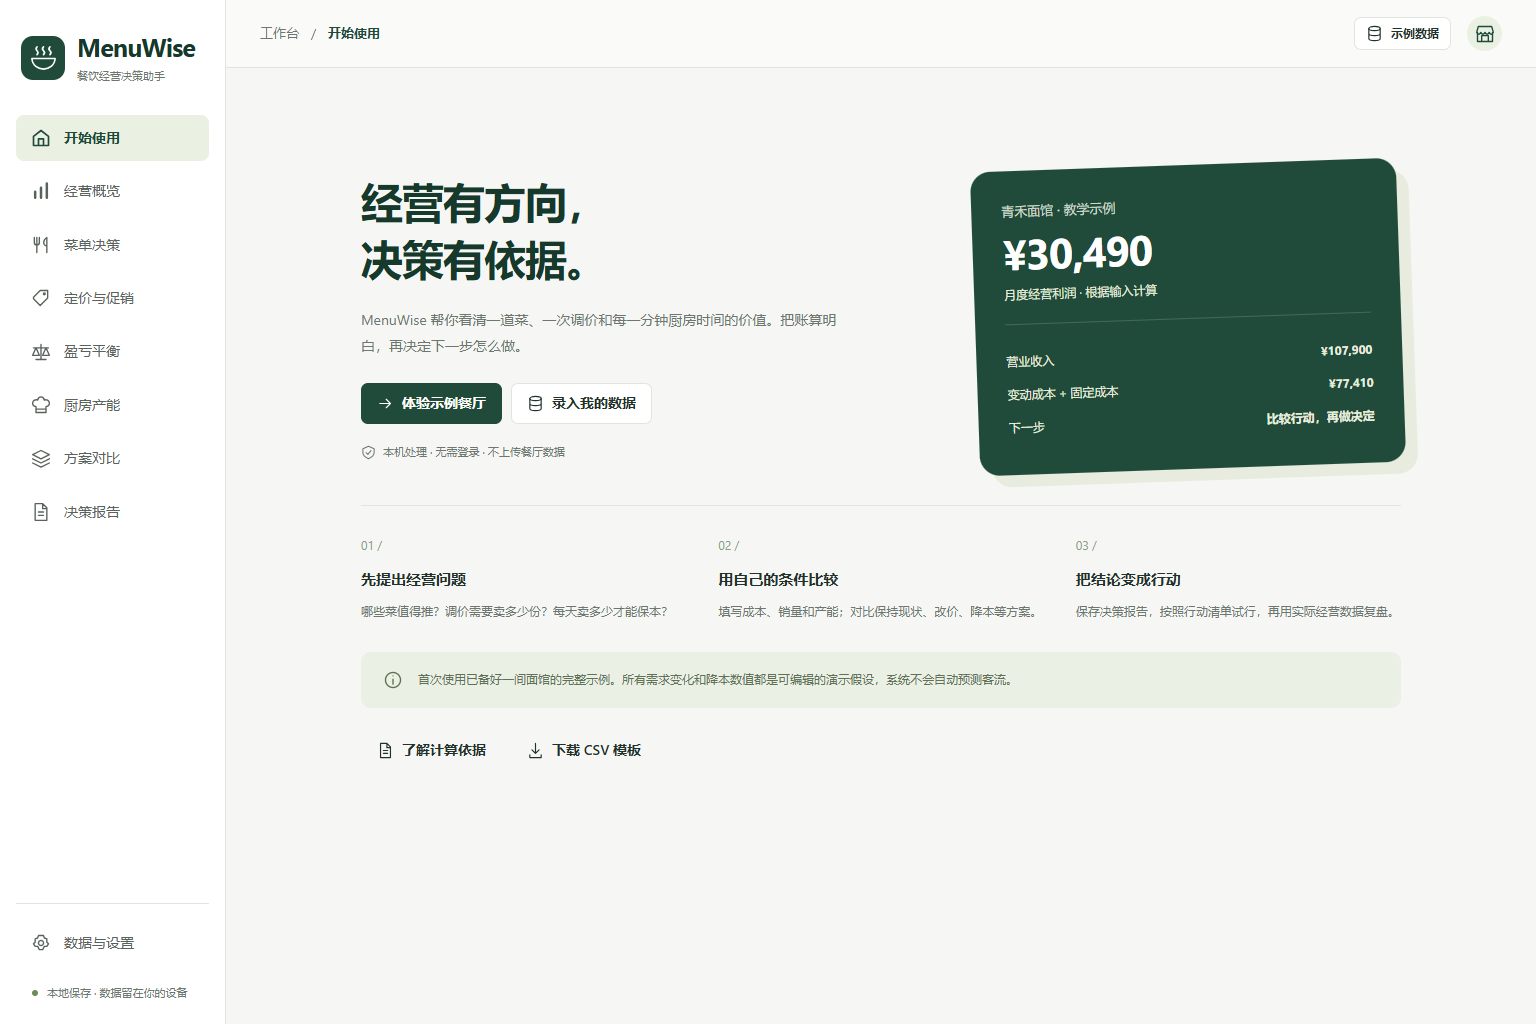 MenuWise
餐饮经营决策助手
开始使用
经营概览
菜单决策
定价与促销
盈亏平衡
厨房产能
方案对比
决策报告
数据与设置
本地保存 · 数据留在你的设备
工作台 / 开始使用
示例数据
经营有方向，
决策有依据。
MenuWise 帮你看清一道菜、一次调价和每一分钟厨房时间的价值。把账算明
白，再决定下一步怎么做。
体验示例餐厅
录入我的数据
本机处理 · 无需登录 · 不上传餐厅数据
青禾面馆 · 教学示例
¥30,490
月度经营利润 · 根据输入计算
营业收入 ¥107,900
变动成本 + 固定成本 ¥77,410
下一步 比较行动，再做决定
01 /
先提出经营问题
哪些菜值得推？调价需要卖多少份？每天卖多少才能保本？
02 /
用自己的条件比较
填写成本、销量和产能；对比保持现状、改价、降本等方案。
03 /
把结论变成行动
保存决策报告，按照行动清单试行，再用实际经营数据复盘。
首次使用已备好一间面馆的完整示例。所有需求变化和降本数值都是可编辑的演示假设，系统不会自动预测客流。
了解计算依据
下载 CSV 模板